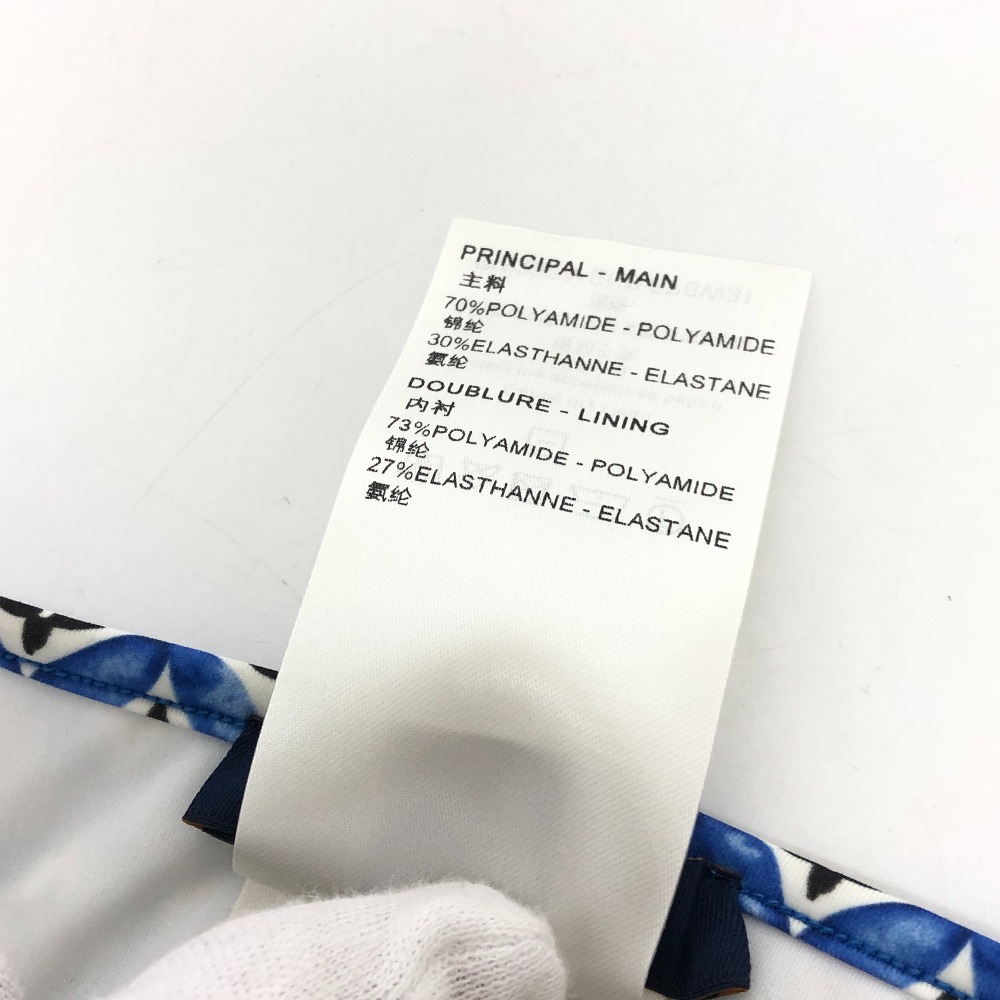 PRINCIPAL - MAIN
主料
70%POLYAMIDE - POLYAMIDE
锦纶
30%ELASTHANNE - ELASTANE
氨纶
DOUBLURE - LINING
内衬
73%POLYAMIDE - POLYAMIDE
锦纶
27%ELASTHANNE - ELASTANE
氨纶